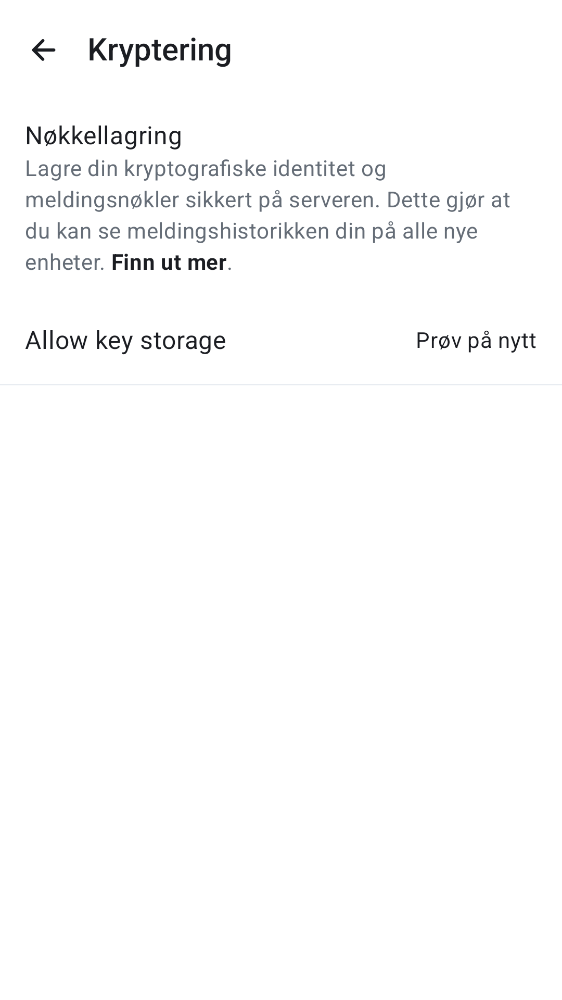 Kryptering
Nøkkellagring
Lagre din kryptografiske identitet og
meldingsnøkler sikkert på serveren. Dette gjør at
du kan se meldingshistorikken din på alle nye
enheter. Finn ut mer.
Allow key storage
Prøv på nytt